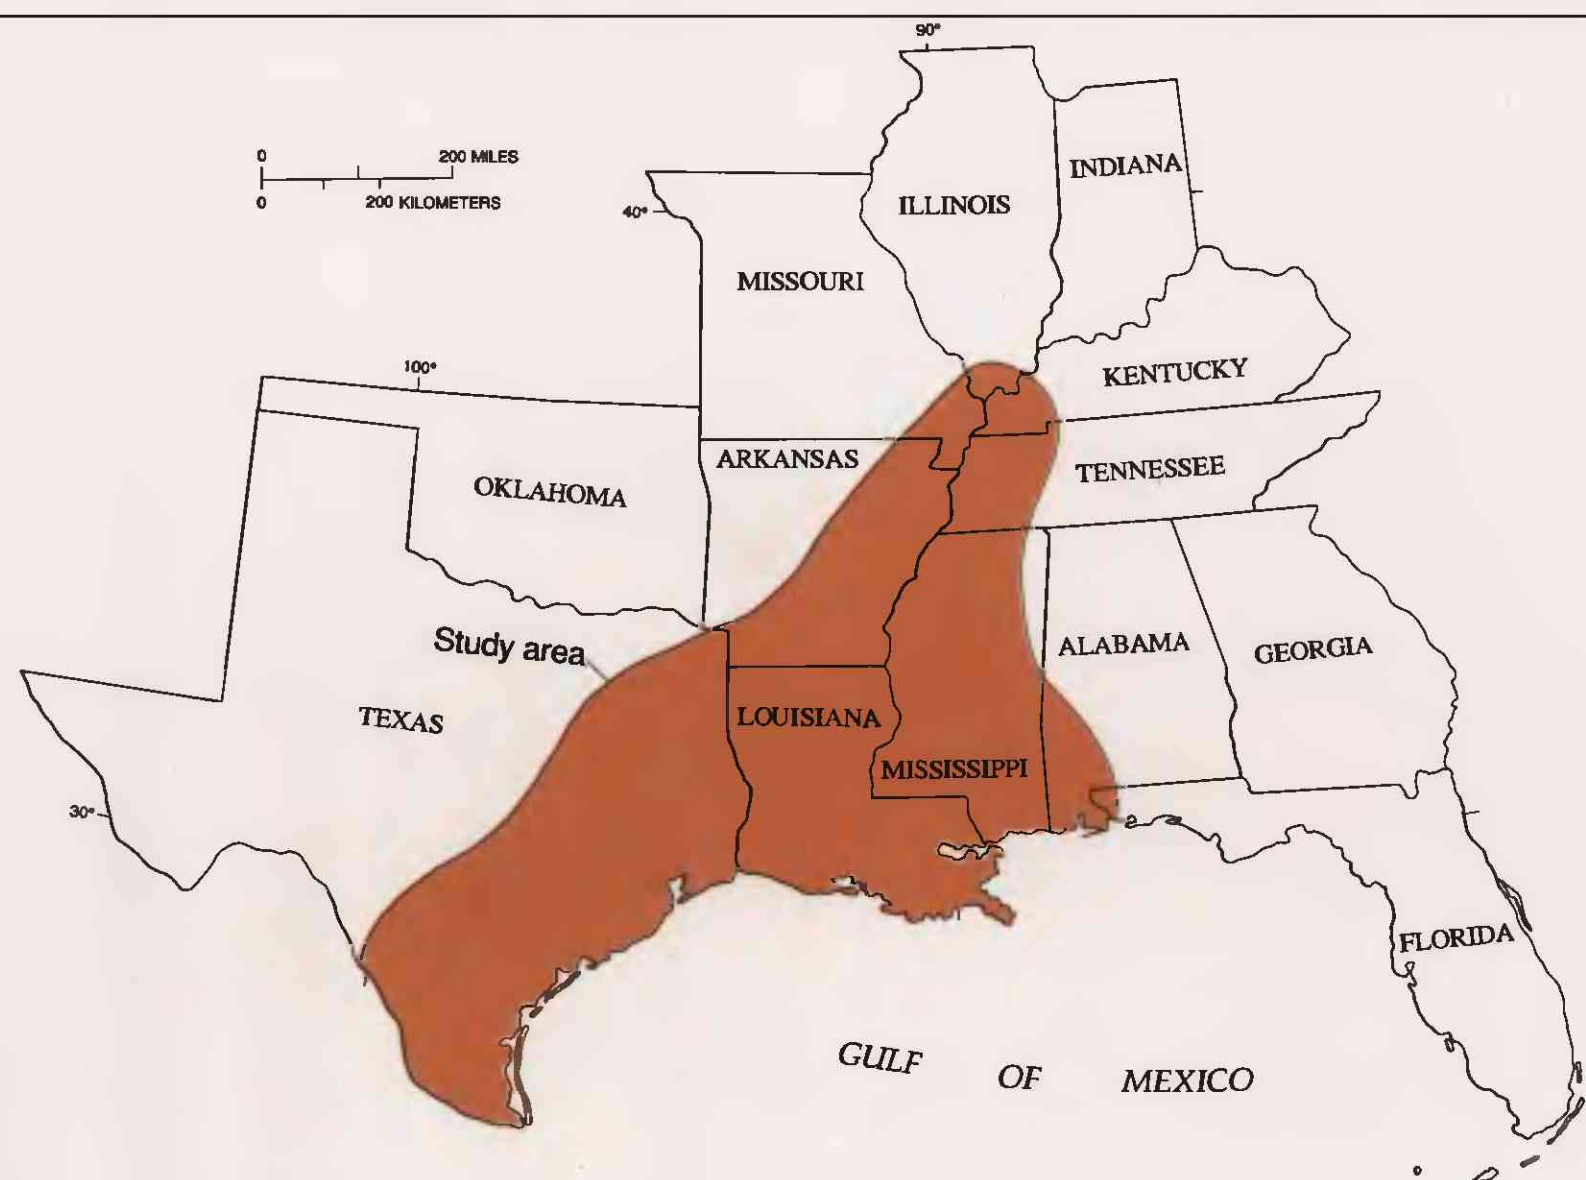 90°
0 200 MILES
0 200 KILOMETERS
INDIANA
ILLINOIS
40°
MISSOURI
100°
KENTUCKY
ARKANSAS
TENNESSEE
OKLAHOMA
Study area
ALABAMA
GEORGIA
TEXAS
LOUISIANA
MISSISSIPPI
30°
FLORIDA
GULF OF MEXICO